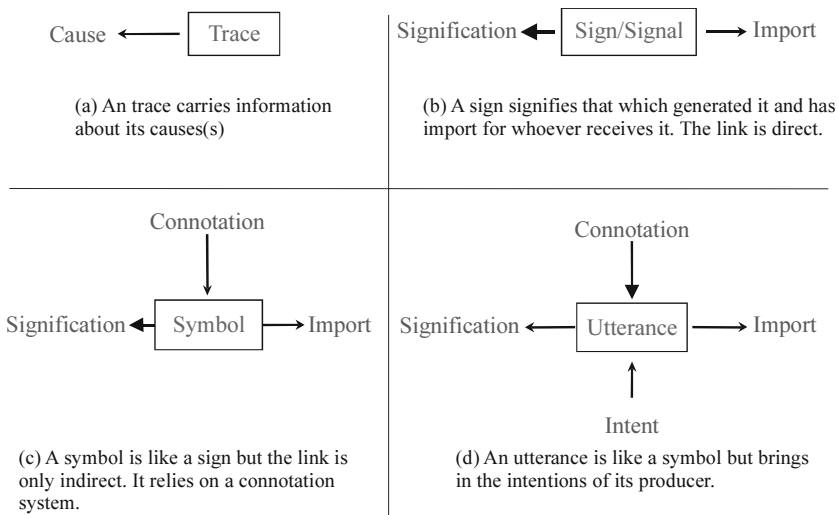 Cause
Trace
(a) An trace carries information
about its causes(s)
Signification
Sign/Signal
Import
(b) A sign signifies that which generated it and has
import for whoever receives it. The link is direct.
Connotation
Signification
Symbol
Import
(c) A symbol is like a sign but the link is
only indirect. It relies on a connotation
system.
Connotation
Signification
Utterance
Import
Intent
(d) An utterance is like a symbol but brings
in the intentions of its producer.